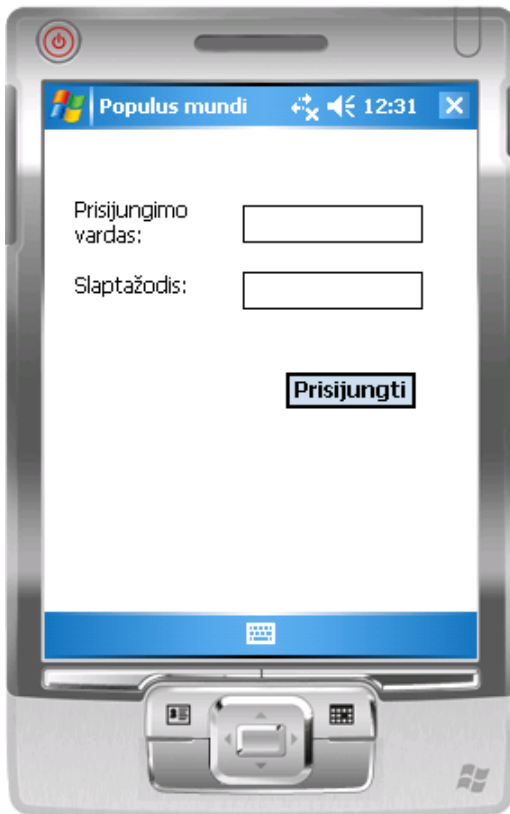 Populus mundi 12:31
Prisijungimo
vardas:
Slaptažodis:
Prisijungti